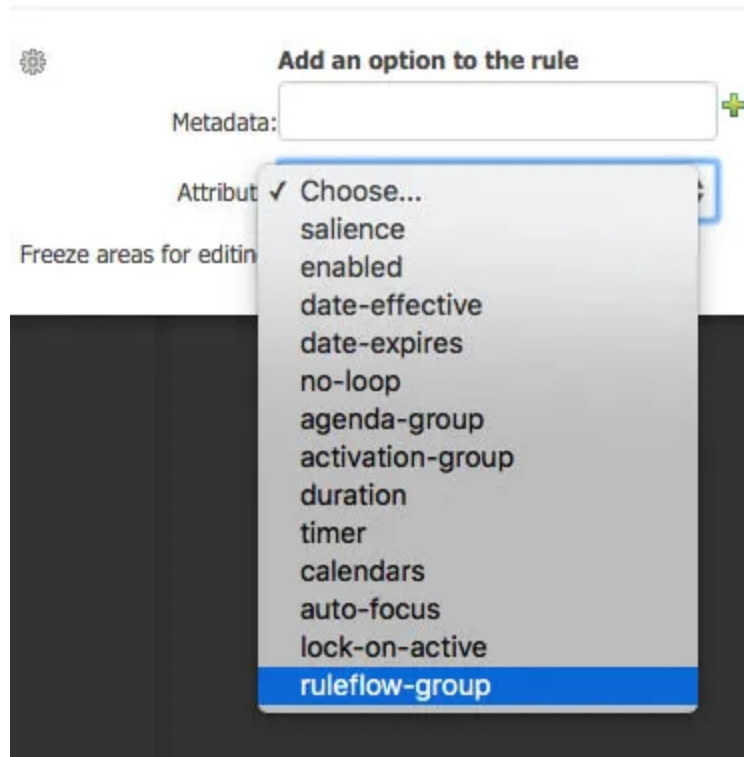 Add an option to the rule
Metadata:
Attribut ✓ Choose...
salience
Freeze areas for editin
enabled
date-effective
date-expires
no-loop
agenda-group
activation-group
duration
timer
calendars
auto-focus
lock-on-active
ruleflow-group